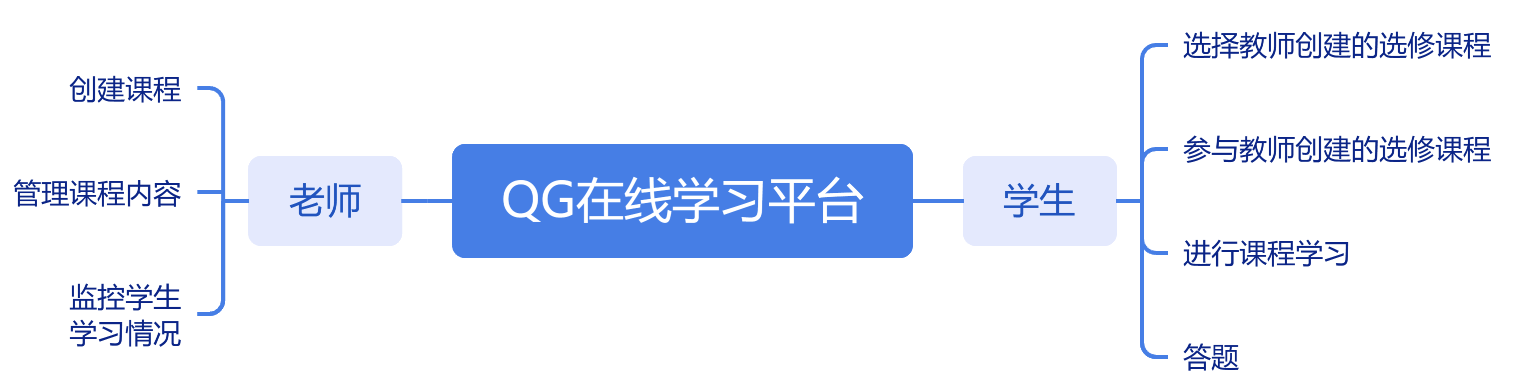 创建课程
管理课程内容
监控学生
学习情况
老师
QG在线学习平台
学生
选择教师创建的选修课程
参与教师创建的选修课程
进行课程学习
答题